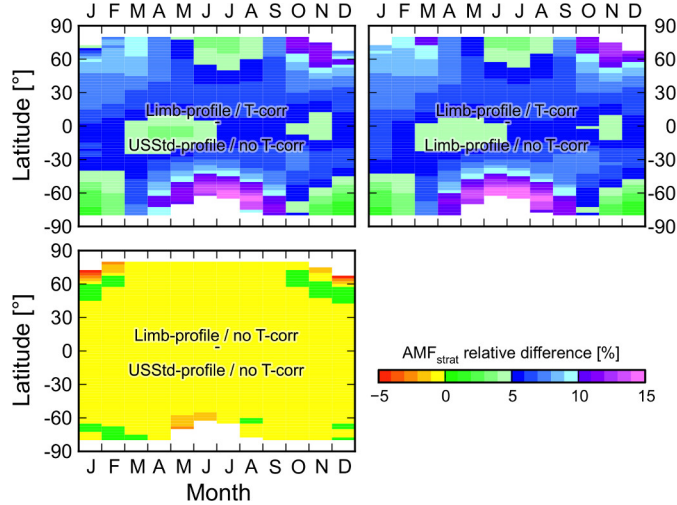 J F M A M J J A S O N D J F M A M J J A S O N D
90 90
60 60
30 30
0 0
-30 -30
-60 -60
-90 -90
Latitude [°]
Limb-profile / T-corr
–
USStd-profile / no T-corr
Limb-profile / T-corr
–
Limb-profile / no T-corr
90
60
30
0
-30
-60
-90
Latitude [°]
Limb-profile / no T-corr
–
USStd-profile / no T-corr
J F M A M J J A S O N D
Month
AMFstrat relative difference [%]
−5 0 5 10 15